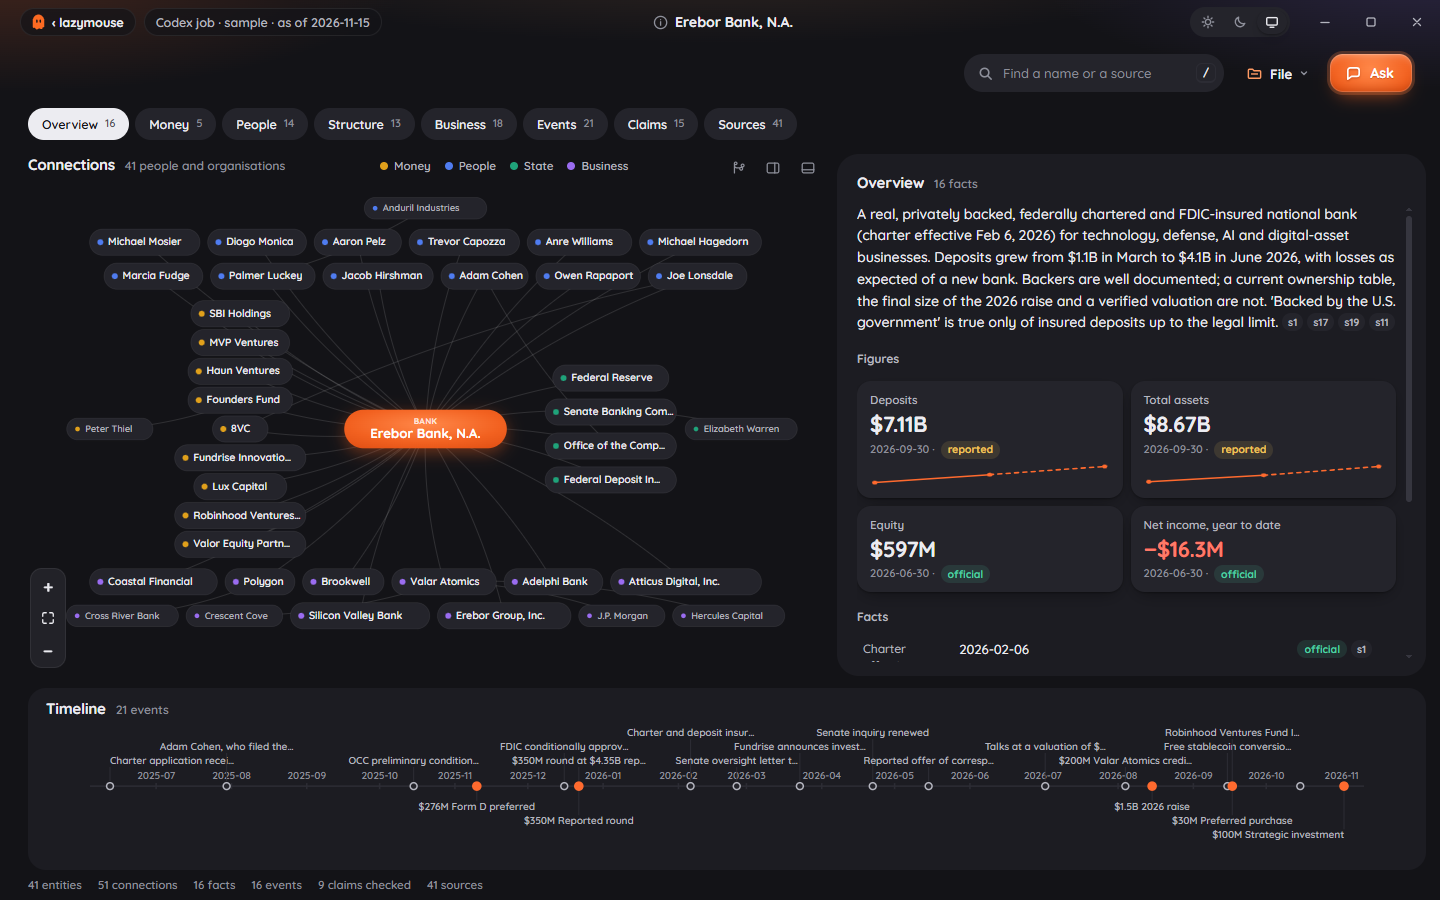 ‹ lazymouse
Codex job · sample · as of 2026-11-15
Erebor Bank, N.A.
Find a name or a source /
File
Ask
Overview 16
Money 5
People 14
Structure 13
Business 18
Events 21
Claims 15
Sources 41
Connections 41 people and organisations
Money
People
State
Business
Anduril Industries
Michael Mosier
Diogo Monica
Aaron Pelz
Trevor Capozza
Anre Williams
Michael Hagedorn
Marcia Fudge
Palmer Luckey
Jacob Hirshman
Adam Cohen
Owen Rapaport
Joe Lonsdale
SBI Holdings
MVP Ventures
Haun Ventures
Founders Fund
Peter Thiel
8VC
Fundrise Innovatio...
Lux Capital
Robinhood Ventures...
Valor Equity Partn...
BANK
Erebor Bank, N.A.
Federal Reserve
Senate Banking Com...
Elizabeth Warren
Office of the Comp...
Federal Deposit In...
Coastal Financial
Polygon
Brookwell
Valar Atomics
Adelphi Bank
Atticus Digital, Inc.
Cross River Bank
Crescent Cove
Silicon Valley Bank
Erebor Group, Inc.
J.P. Morgan
Hercules Capital
+
−
Overview 16 facts
A real, privately backed, federally chartered and FDIC-insured national bank
(charter effective Feb 6, 2026) for technology, defense, AI and digital-asset
businesses. Deposits grew from $1.1B in March to $4.1B in June 2026, with losses as
expected of a new bank. Backers are well documented; a current ownership table,
the final size of the 2026 raise and a verified valuation are not. 'Backed by the U.S.
government' is true only of insured deposits up to the legal limit. s1 s17 s19 s11
Figures
Deposits
$7.11B
2026-09-30 · reported
Total assets
$8.67B
2026-09-30 · reported
Equity
$597M
2026-06-30 · official
Net income, year to date
−$16.3M
2026-06-30 · official
Facts
Charter
2026-02-06
official s1
Timeline 21 events
Charter and deposit insur...
Senate inquiry renewed
Robinhood Ventures Fund I...
Adam Cohen, who filed the...
FDIC conditionally approv...
Fundrise announces invest...
Talks at a valuation of $...
Free stablecoin conversio...
Charter application recei...
OCC preliminary condition...
$350M round at $4.35B rep...
Senate oversight letter t...
Reported offer of corresp...
$200M Valar Atomics credi...
2025-07 2025-08 2025-09 2025-10 2025-11 2025-12 2026-01 2026-02 2026-03 2026-04 2026-05 2026-06 2026-07 2026-08 2026-09 2026-10 2026-11
$276M Form D preferred
$1.5B 2026 raise
$350M Reported round
$30M Preferred purchase
$100M Strategic investment
41 entities 51 connections 16 facts 16 events 9 claims checked 41 sources